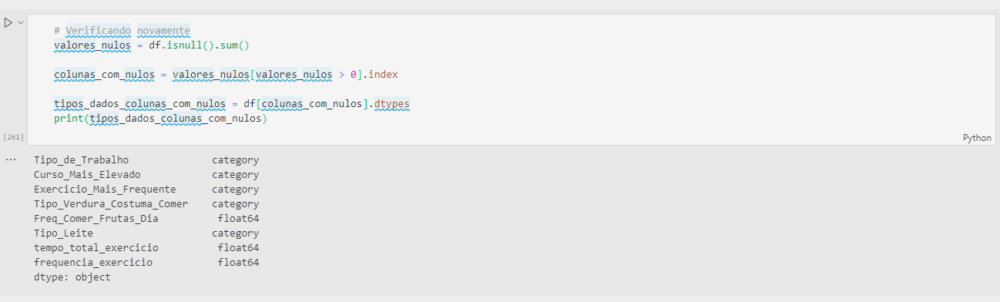 # Verificando novamente
valores_nulos = df.isnull().sum()
colunas_com_nulos = valores_nulos[valores_nulos > 0].index
tipos_dados_colunas_com_nulos = df[colunas_com_nulos].dtypes
print(tipos_dados_colunas_com_nulos)
[261]
Python
...
Tipo_de_Trabalho category
Curso_Mais_Elevado category
Exercicio_Mais_Frequente category
Tipo_Verdura_Costuma_Comer category
Freq_Comer_Frutas_Dia float64
Tipo_Leite category
tempo_total_exercicio float64
frequencia_exercicio float64
dtype: object